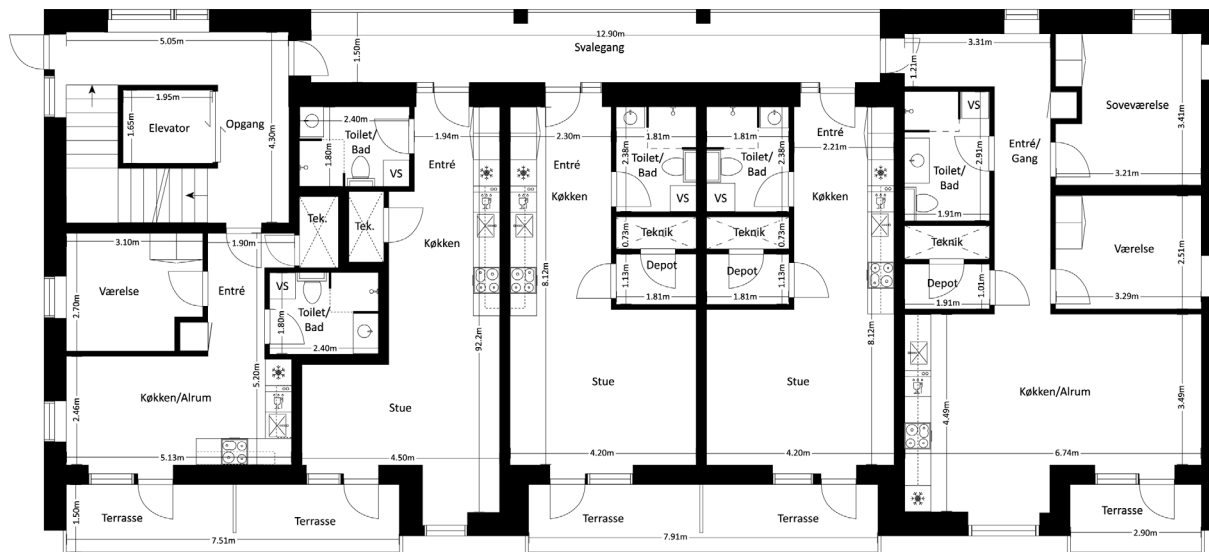 5.05m
1.50m
12.90m
Svalegang
3.31m
1.21m
1.95m
1.65m
Elevator
Opgang
4.30m
2.40m
Toilet/
Bad
1.80m
VS
1.94m
Entré
Køkken
2.30m
Entré
Køkken
1.81m
2.38m
Toilet/
Bad
VS
1.81m
2.38m
Toilet/
Bad
VS
Entré
2.21m
Køkken
VS
2.91m
Toilet/
Bad
1.91m
Entré/
Gang
Soveværelse
3.41m
3.21m
Tek.
Tek.
0.73m
Teknik
Teknik
0.73m
Teknik
3.10m
1.90m
Værelse
2.70m
Entré
VS
Toilet/
Bad
1.80m
2.40m
8.12m
1.13m
Depot
1.81m
Depot
1.13m
1.81m
Depot
1.01m
1.91m
Værelse
2.51m
3.29m
92.2m
8.12m
5.20m
Køkken/Alrum
2.46m
5.13m
Stue
4.50m
Stue
4.20m
Stue
4.20m
4.49m
Køkken/Alrum
3.49m
6.74m
1.50m
Terrasse
Terrasse
7.51m
Terrasse
Terrasse
7.91m
Terrasse
2.90m